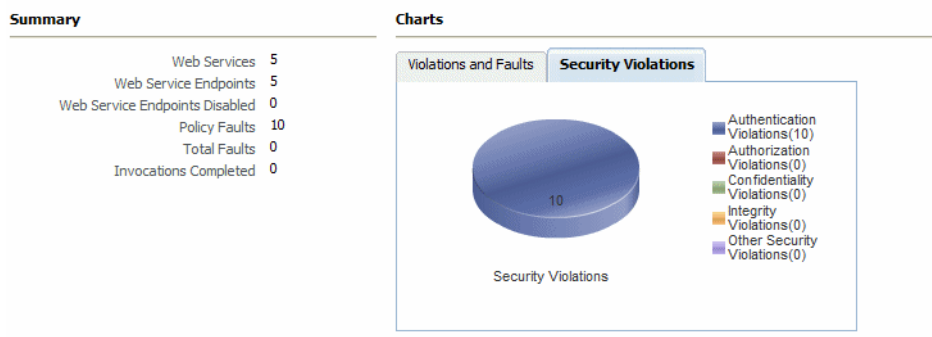 Summary
Web Services 5
Web Service Endpoints 5
Web Service Endpoints Disabled 0
Policy Faults 10
Total Faults 0
Invocations Completed 0
Charts
Violations and Faults
Security Violations
10
Security Violations
Authentication
Violations(10)
Authorization
Violations(0)
Confidentiality
Violations(0)
Integrity
Violations(0)
Other Security
Violations(0)